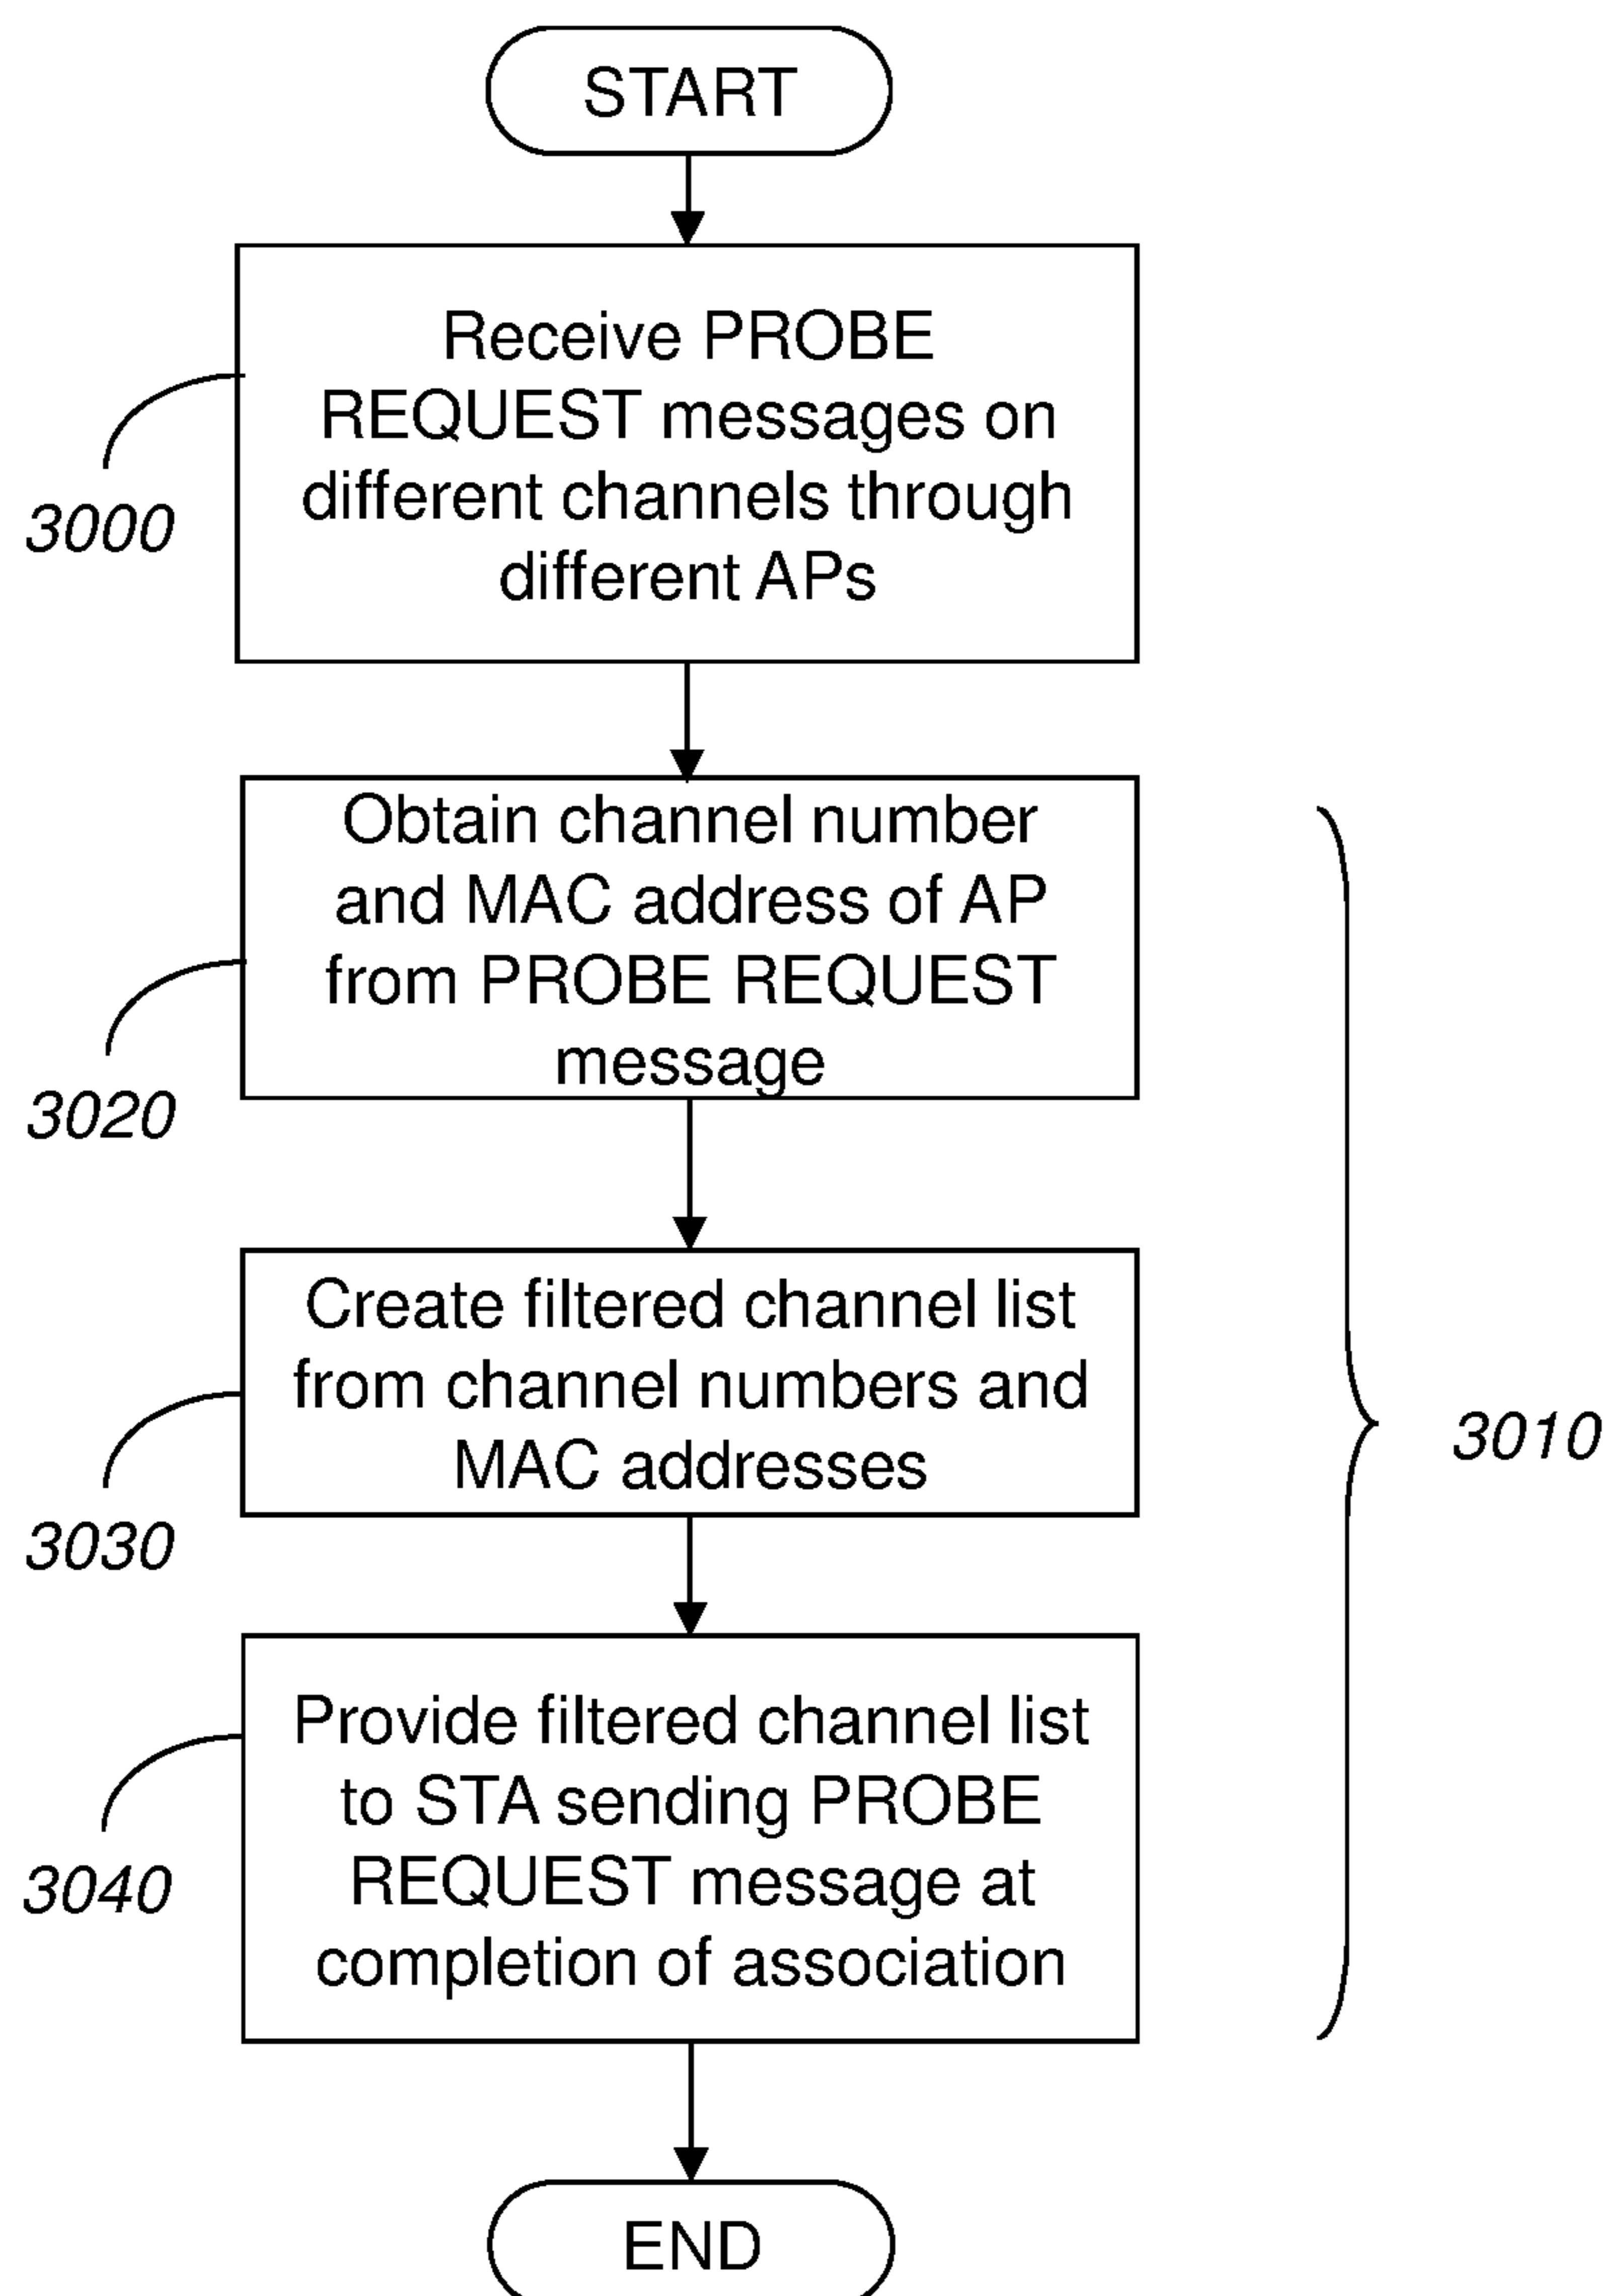 START
Receive PROBE
REQUEST messages on
different channels through
different APs
3000
Obtain channel number
and MAC address of AP
from PROBE REQUEST
message
3020
Create filtered channel list
from channel numbers and
MAC addresses
3030
3010
Provide filtered channel list
to STA sending PROBE
REQUEST message at
completion of association
3040
END